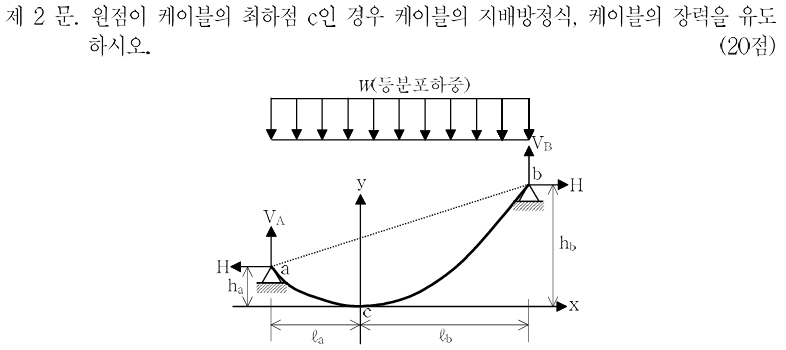 제 2 문. 원점이 케이블의 최하점 c인 경우 케이블의 지배방정식, 케이블의 장력을 유도
하시오. (20점)
w(등분포하중)
V_B
b
H
y
V_A
H
a
h_a
h_b
x
c
ℓ_a
ℓ_b